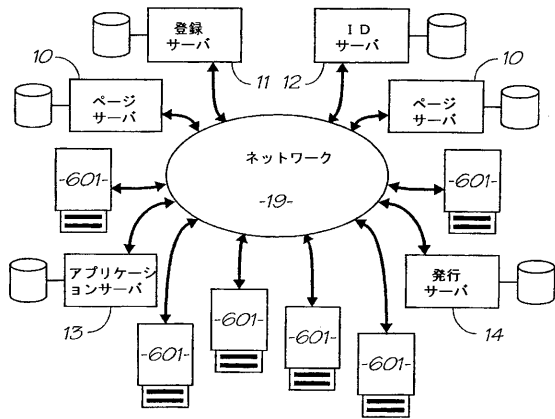 登録
サーバ
11
I D
サーバ
12
10
ページ
サーバ
10
ページ
サーバ
ネットワーク
-19-
-601-
-601-
アプリケーシ
ョンサーバ
13
発行
サーバ
14
-601-
-601-
-601-
-601-